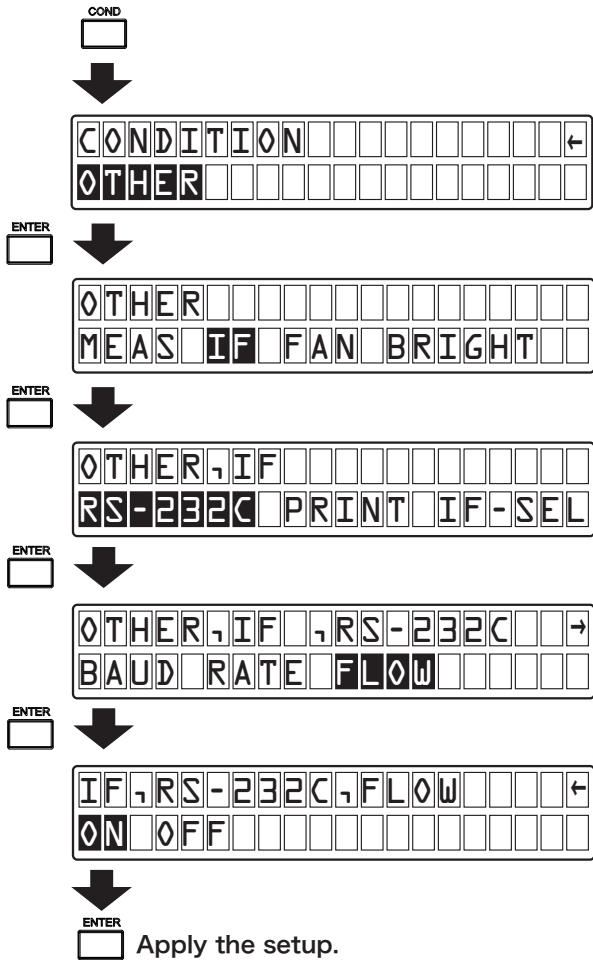 COND
CONDITION ←
OTHER
ENTER
OTHER
MEAS IF FAN BRIGHT
ENTER
OTHER,IF
RS-232C PRINT IF-SEL
ENTER
OTHER,IF ,RS-232C →
BAUD RATE FLOW
ENTER
IF,RS-232C,FLOW ←
ON OFF
ENTER
Apply the setup.